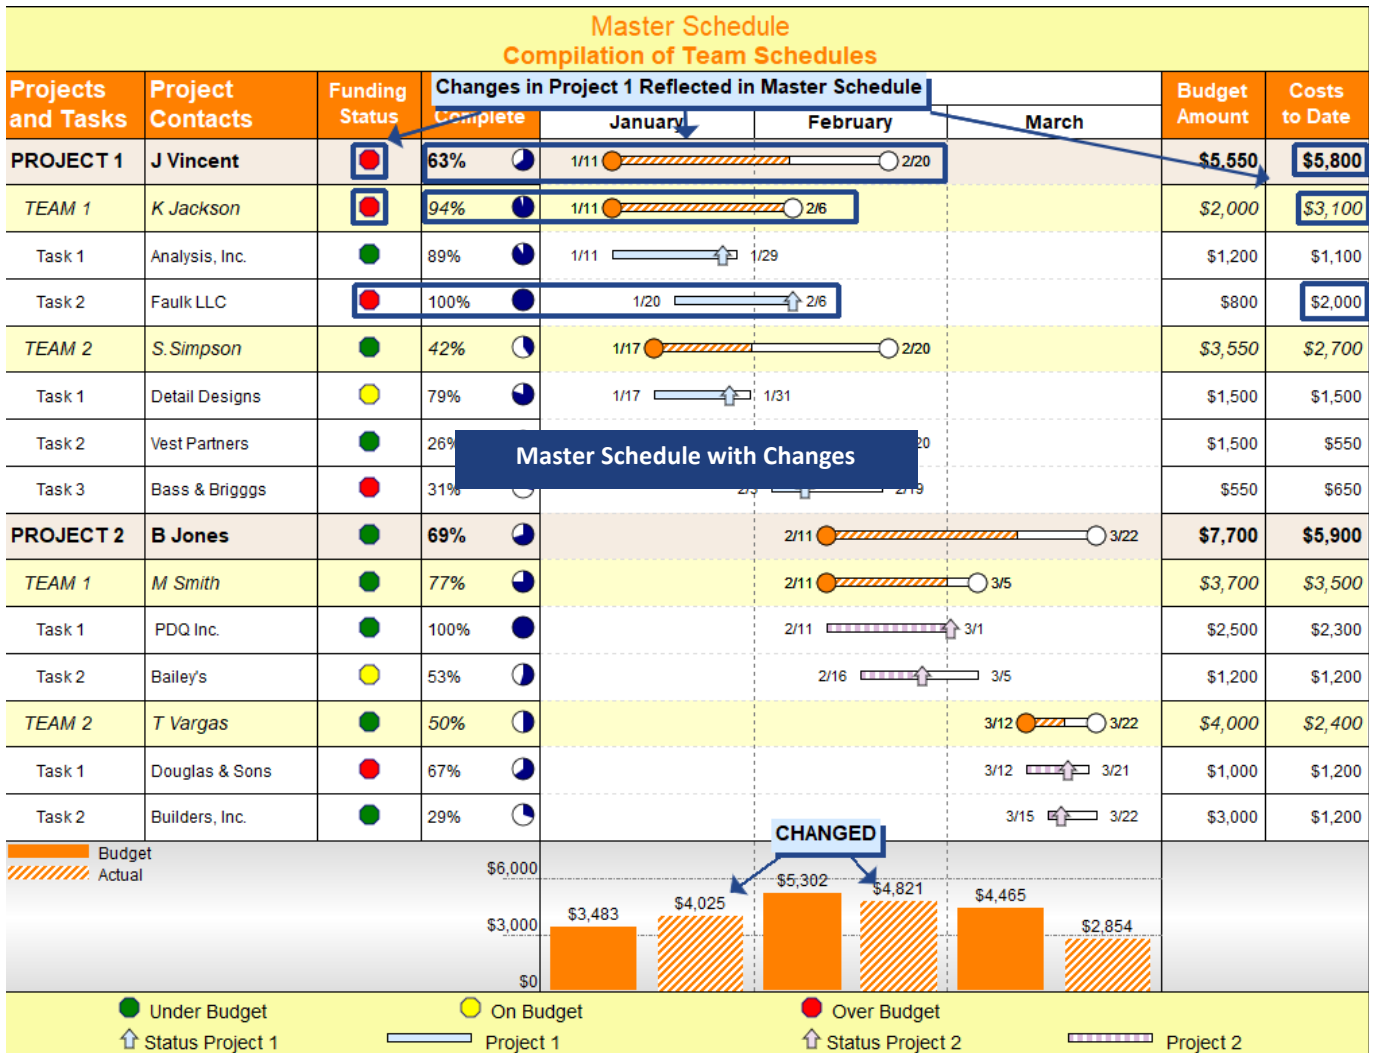 Master Schedule
Compilation of Team Schedules
Projects and Tasks Project Contacts Funding Status Complete Budget Amount Costs to Date
Changes in Project 1 Reflected in Master Schedule
January February March
PROJECT 1 J Vincent 63% 1/11 2/20 $5,550 $5,800
TEAM 1 K Jackson 94% 1/11 2/6 $2,000 $3,100
Task 1 Analysis, Inc. 89% 1/11 1/29 $1,200 $1,100
Task 2 Faulk LLC 100% 1/20 2/6 $800 $2,000
TEAM 2 S.Simpson 42% 1/17 2/20 $3,550 $2,700
Task 1 Detail Designs 79% 1/17 1/31 $1,500 $1,500
Task 2 Vest Partners 26% $1,500 $550
Master Schedule with Changes
Task 3 Bass & Brigggs 31% 2/19 $550 $650
PROJECT 2 B Jones 69% 2/11 3/22 $7,700 $5,900
TEAM 1 M Smith 77% 2/11 3/5 $3,700 $3,500
Task 1 PDQ Inc. 100% 2/11 3/1 $2,500 $2,300
Task 2 Bailey's 53% 2/16 3/5 $1,200 $1,200
TEAM 2 T Vargas 50% 3/12 3/22 $4,000 $2,400
Task 1 Douglas & Sons 67% 3/12 3/21 $1,000 $1,200
Task 2 Builders, Inc. 29% 3/15 3/22 $3,000 $1,200
CHANGED
Budget
Actual
$6,000
$3,000
$0
$3,483 $4,025 $5,302 $4,821 $4,465 $2,854
Under Budget On Budget Over Budget
Status Project 1 Project 1 Status Project 2 Project 2